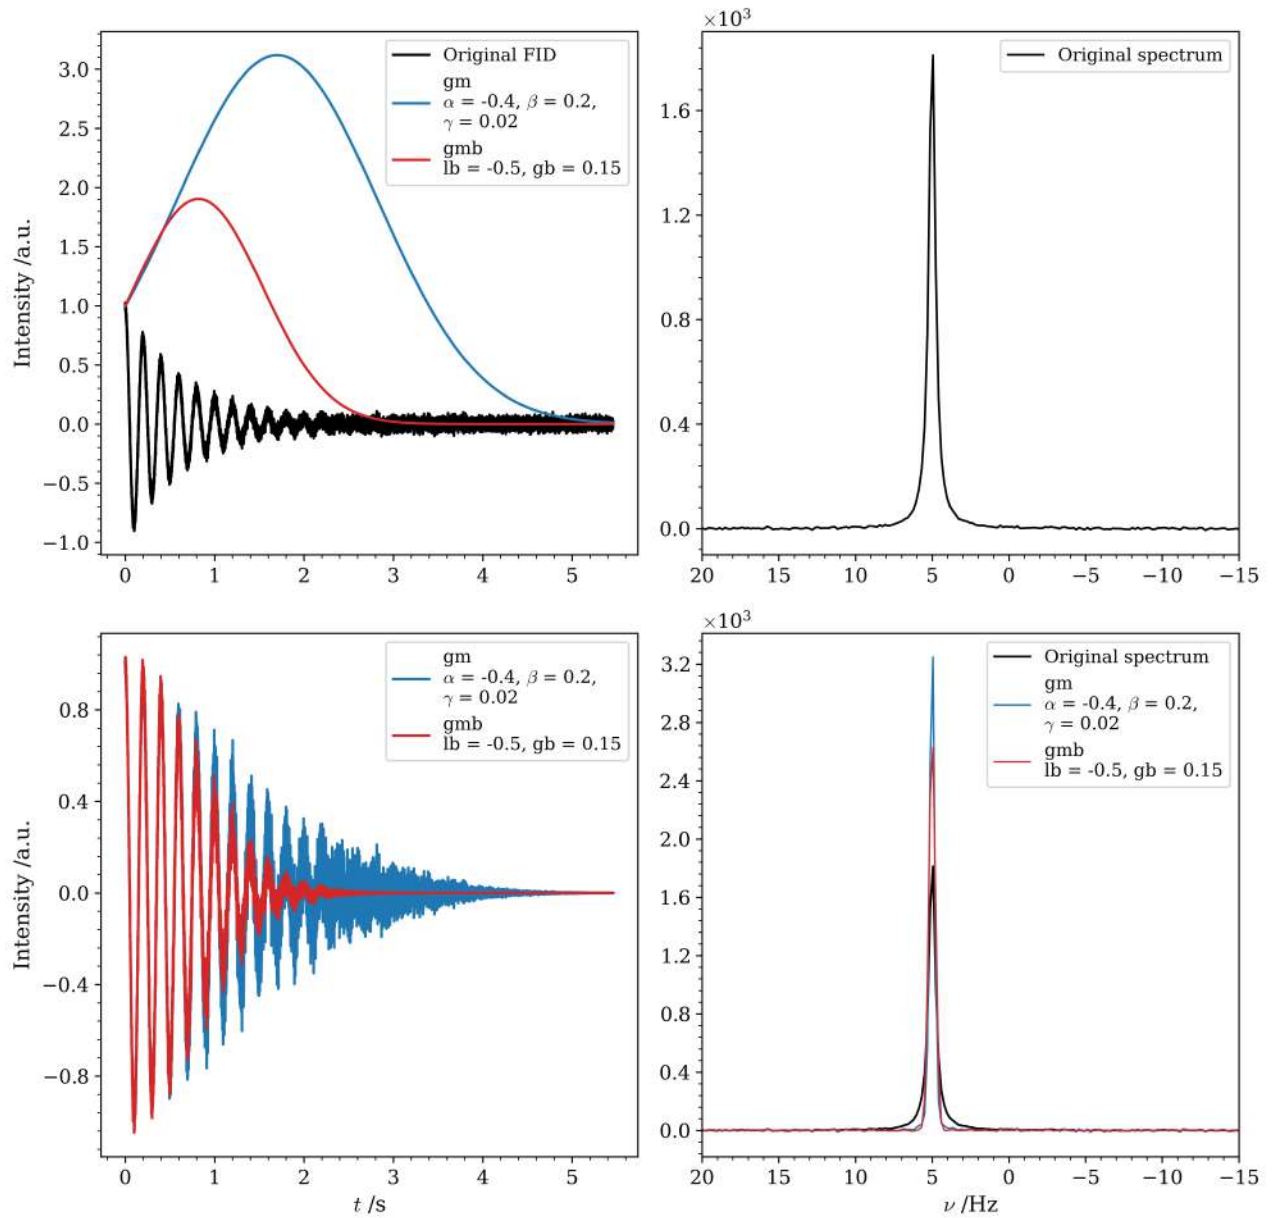 Original FID
gm
α = -0.4, β = 0.2,
γ = 0.02
gmb
lb = -0.5, gb = 0.15
Intensity /a.u.
3.0
2.5
2.0
1.5
1.0
0.5
0.0
−0.5
−1.0
0 1 2 3 4 5
×10³
Original spectrum
1.6
1.2
0.8
0.4
0.0
20 15 10 5 0 −5 −10 −15
gm
α = -0.4, β = 0.2,
γ = 0.02
gmb
lb = -0.5, gb = 0.15
Intensity /a.u.
0.8
0.4
0.0
−0.4
−0.8
0 1 2 3 4 5
t /s
×10³
Original spectrum
gm
α = -0.4, β = 0.2,
γ = 0.02
gmb
lb = -0.5, gb = 0.15
3.2
2.8
2.4
2.0
1.6
1.2
0.8
0.4
0.0
20 15 10 5 0 −5 −10 −15
ν /Hz